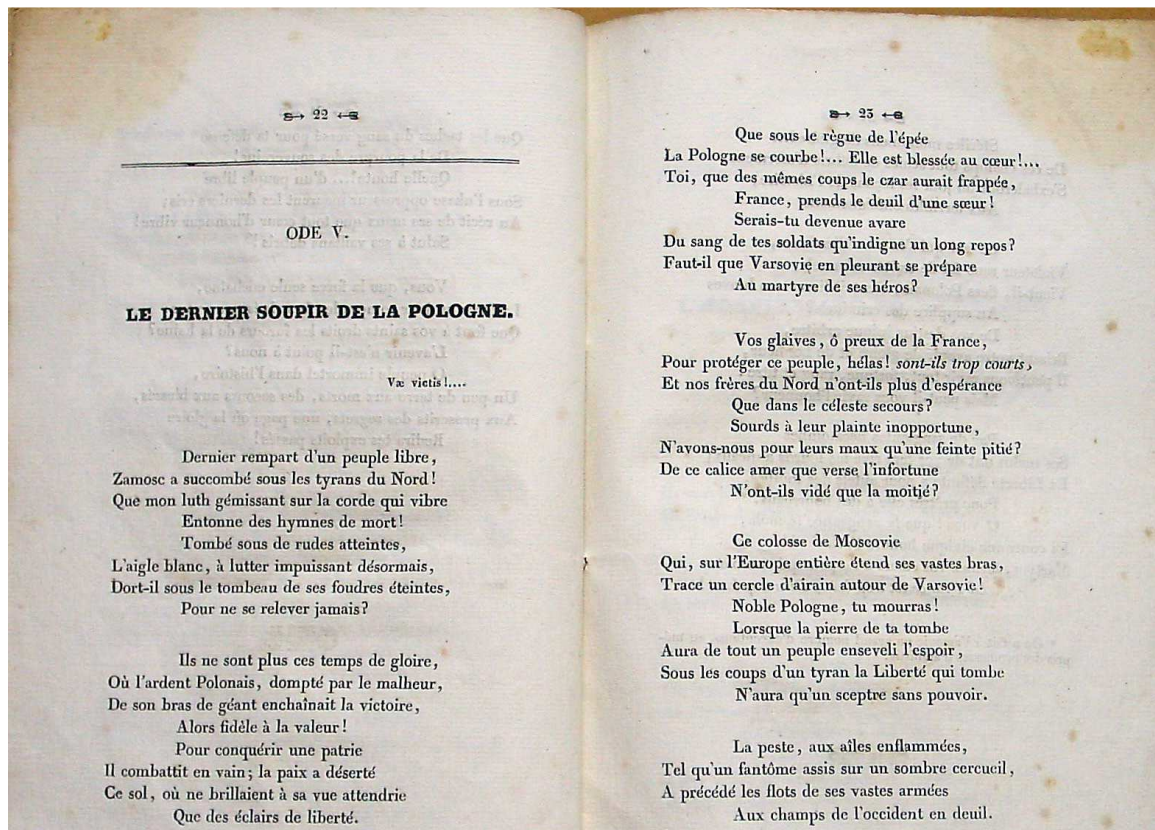 22
ODE V.
LE DERNIER SOUPIR DE LA POLOGNE.
Væ victis!....
Dernier rempart d'un peuple libre,
Zamosc a succombé sous les tyrans du Nord!
Que mon luth gémissant sur la corde qui vibre
Entonne des hymnes de mort!
Tombé sous de rudes atteintes,
L'aigle blanc, à lutter impuissant désormais,
Dort-il sous le tombeau de ses foudres éteintes,
Pour ne se relever jamais?
Ils ne sont plus ces temps de gloire,
Où l'ardent Polonais, dompté par le malheur,
De son bras de géant enchaînait la victoire,
Alors fidèle à la valeur!
Pour conquérir une patrie
Il combattit en vain; la paix a déserté
Ce sol, où ne brillaient à sa vue attendrie
Que des éclairs de liberté.
23
Que sous le règne de l'épée
La Pologne se courbe!... Elle est blessée au cœur!...
Toi, que des mêmes coups le czar aurait frappée,
France, prends le deuil d'une sœur!
Serais-tu devenue avare
Du sang de tes soldats qu'indigne un long repos?
Faut-il que Varsovie en pleurant se prépare
Au martyre de ses héros?
Vos glaives, ô preux de la France,
Pour protéger ce peuple, hélas! sont-ils trop courts,
Et nos frères du Nord n'ont-ils plus d'espérance
Que dans le céleste secours?
Sourds à leur plainte inopportune,
N'avons-nous pour leurs maux qu'une feinte pitié?
De ce calice amer que verse l'infortune
N'ont-ils vidé que la moitié?
Ce colosse de Moscovie
Qui, sur l'Europe entière étend ses vastes bras,
Trace un cercle d'airain autour de Varsovie!
Noble Pologne, tu mourras!
Lorsque la pierre de ta tombe
Aura de tout un peuple enseveli l'espoir,
Sous les coups d'un tyran la Liberté qui tombe
N'aura qu'un sceptre sans pouvoir.
La peste, aux aîles enflammées,
Tel qu'un fantôme assis sur un sombre cercueil,
A précédé les flots de ses vastes armées
Aux champs de l'occident en deuil.